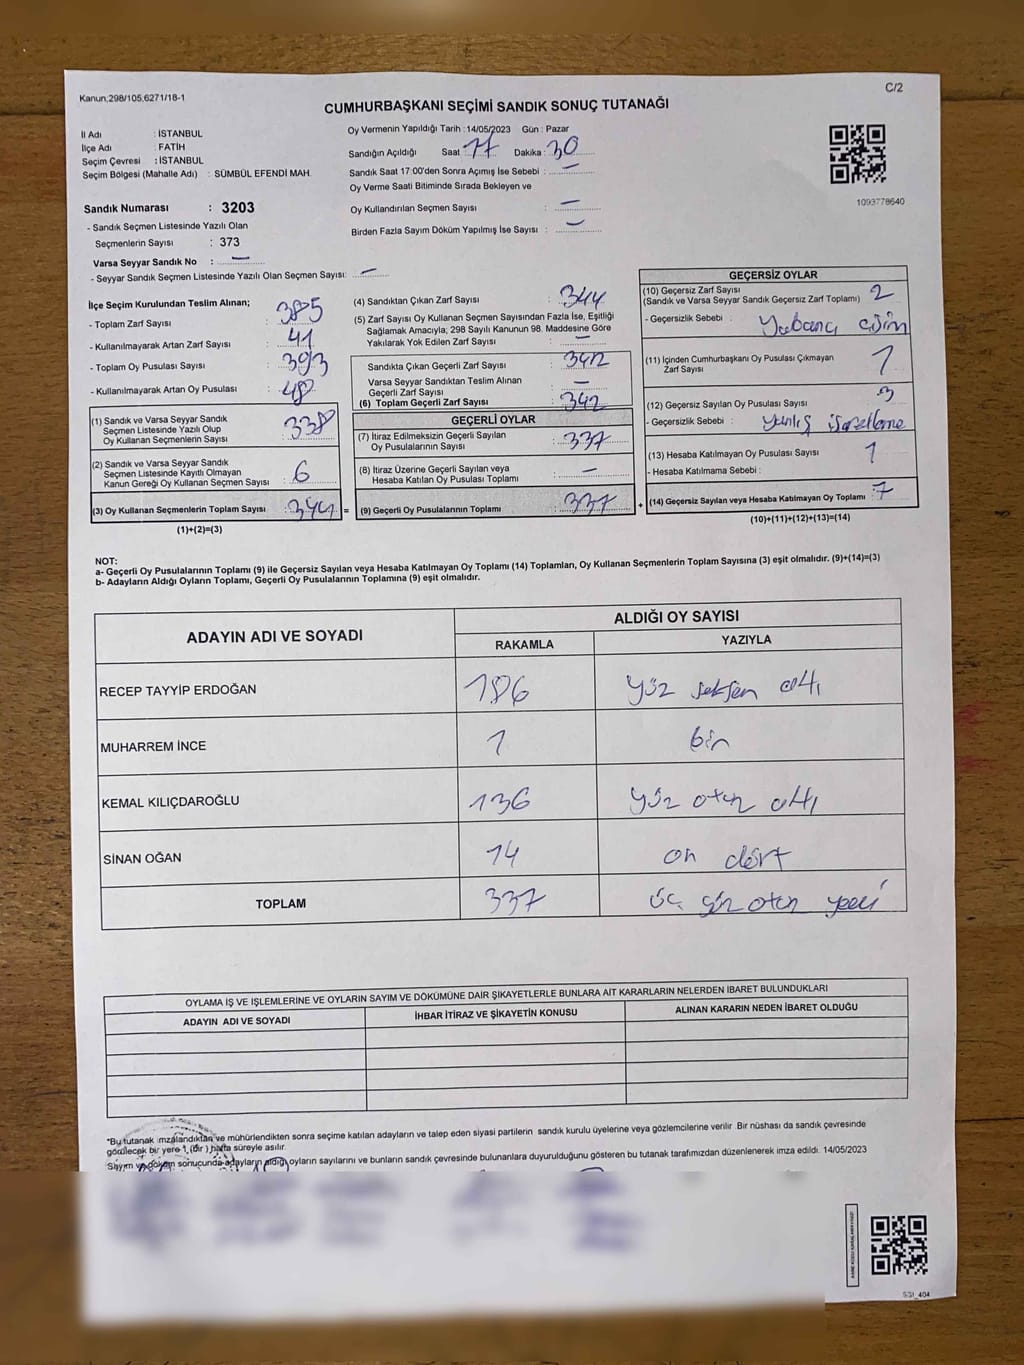 Kanun;298/105,6271/18-1
C/2
CUMHURBAŞKANI SEÇİMİ SANDIK SONUÇ TUTANAĞI
İl Adı : İSTANBUL
İlçe Adı : FATİH
Seçim Çevresi : İSTANBUL
Seçim Bölgesi (Mahalle Adı) : SÜMBÜL EFENDİ MAH.
Oy Vermenin Yapıldığı Tarih : 14/05/2023 Gün : Pazar
Sandığın Açıldığı Saat : 17 Dakika : 30
Sandık Saat 17:00'den Sonra Açımış İse Sebebi : —
Oy Verme Saati Bitiminde Sırada Bekleyen ve
Oy Kullandırılan Seçmen Sayısı : —
Birden Fazla Sayım Döküm Yapılmış İse Sayısı : —
1093778640
Sandık Numarası : 3203
- Sandık Seçmen Listesinde Yazılı Olan
Seçmenlerin Sayısı : 373
Varsa Seyyar Sandık No : —
- Seyyar Sandık Seçmen Listesinde Yazılı Olan Seçmen Sayısı: —
İlçe Seçim Kurulundan Teslim Alınan;
- Toplam Zarf Sayısı : 385
- Kullanılmayarak Artan Zarf Sayısı : 41
- Toplam Oy Pusulası Sayısı : 393
- Kullanılmayarak Artan Oy Pusulası : 48
(1) Sandık ve Varsa Seyyar Sandık
Seçmen Listesinde Yazılı Olup
Oy Kullanan Seçmenlerin Sayısı : 338
(2) Sandık ve Varsa Seyyar Sandık
Seçmen Listesinde Kayıtlı Olmayan
Kanun Gereği Oy Kullanan Seçmen Sayısı : 6
(3) Oy Kullanan Seçmenlerin Toplam Sayısı : 344 =
(1)+(2)=(3)
(4) Sandıktan Çıkan Zarf Sayısı : 344
(5) Zarf Sayısı Oy Kullanan Seçmen Sayısından Fazla İse, Eşitliği
Sağlamak Amacıyla; 298 Sayılı Kanunun 98. Maddesine Göre
Yakılarak Yok Edilen Zarf Sayısı : —
Sandıkta Çıkan Geçerli Zarf Sayısı : 342
Varsa Seyyar Sandıktan Teslim Alınan
Geçerli Zarf Sayısı : —
(6) Toplam Geçerli Zarf Sayısı : 342
GEÇERLİ OYLAR
(7) İtiraz Edilmeksizin Geçerli Sayılan
Oy Pusulasının Sayısı : 337
(8) İtiraz Üzerine Geçerli Sayılan veya
Hesaba Katılan Oy Pusulası Toplamı : —
(9) Geçerli Oy Pusulalarının Toplamı : 337 +
GEÇERSİZ OYLAR
(10) Geçersiz Zarf Sayısı : 2
(Sandık ve Varsa Seyyar Sandık Geçersiz Zarf Toplamı)
- Geçersizlik Sebebi : Yabancı cisim
(11) İçinden Cumhurbaşkanı Oy Pusulası Çıkmayan
Zarf Sayısı : 1
(12) Geçersiz Sayılan Oy Pusulası Sayısı : 3
- Geçersizlik Sebebi : yanlış işaretleme
(13) Hesaba Katılmayan Oy Pusulası Sayısı : 1
- Hesaba Katılmama Sebebi :
(14) Geçersiz Sayılan veya Hesaba Katılmayan Oy Toplamı : 7
(10)+(11)+(12)+(13)=(14)
NOT:
a- Geçerli Oy Pusulalarının Toplamı (9) ile Geçersiz Sayılan veya Hesaba Katılmayan Oy Toplamı (14) Toplamları, Oy Kullanan Seçmenlerin Toplam Sayısına (3) eşit olmalıdır. (9)+(14)=(3)
b- Adayların Aldığı Oyların Toplamı, Geçerli Oy Pusulalarının Toplamına (9) eşit olmalıdır.
ADAYIN ADI VE SOYADI
ALDIĞI OY SAYISI
RAKAMLA YAZIYLA
RECEP TAYYİP ERDOĞAN 186 yüz seksen altı
MUHARREM İNCE 1 bir
KEMAL KILIÇDAROĞLU 136 yüz otuz altı
SİNAN OĞAN 14 on dört
TOPLAM 337 üç yüz otuz yedi
OYLAMA İŞ VE İŞLEMLERİNE VE OYLARIN SAYIM VE DÖKÜMÜNE DAİR ŞİKAYETLERLE BUNLARA AİT KARARLARIN NELERDEN İBARET BULUNDUKLARI
ADAYIN ADI VE SOYADI İHBAR İTİRAZ VE ŞİKAYETİN KONUSU ALINAN KARARIN NEDEN İBARET OLDUĞU
*Bu tutanak imzalandıktan ve mühürlendikten sonra seçime katılan adayların ve talep eden siyasi partilerin sandık kurulu üyelerine veya gözlemcilerine verilir. Bir nüshası da sandık çevresinde
görülecek bir yere 1 (Bir ) hafta süreyle asılır.
Sayım ve döküm sonucunda adayların aldığı oyların sayılarını ve bunların sandık çevresinde bulunanlara duyurulduğunu gösteren bu tutanak tarafımızdan düzenlenerek imza edildi. 14/05/2023